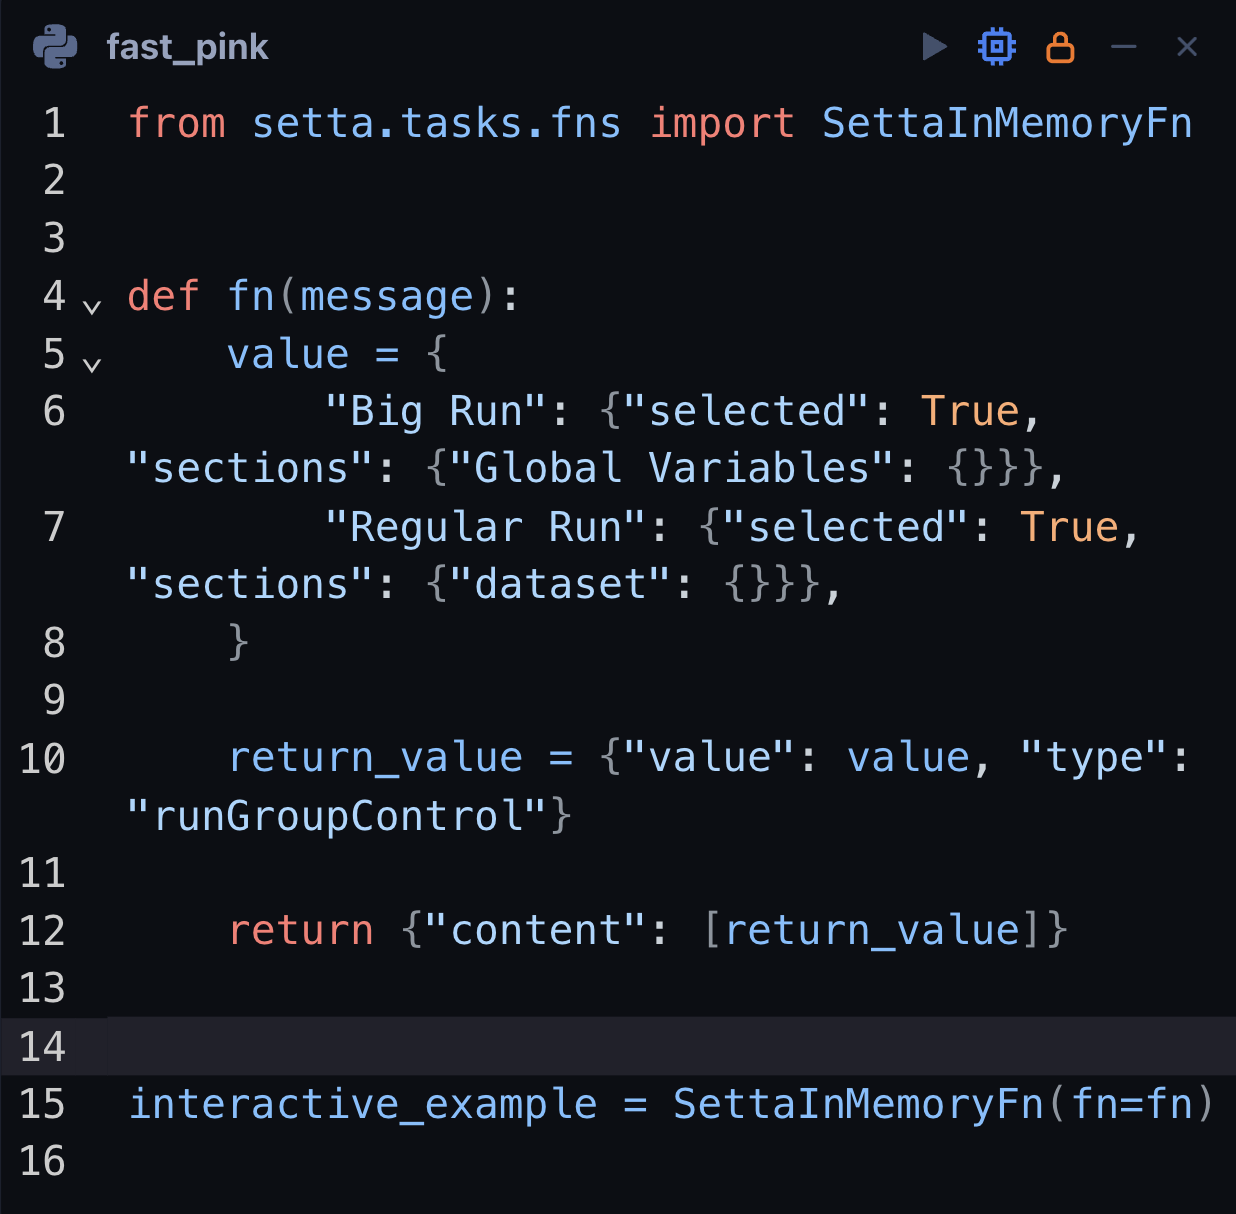 fast_pink
1 from setta.tasks.fns import SettaInMemoryFn
2
3
4 def fn(message):
5     value = {
6         "Big Run": {"selected": True,
"sections": {"Global Variables": {}}},
7         "Regular Run": {"selected": True,
"sections": {"dataset": {}}},
8     }
9
10     return_value = {"value": value, "type":
"runGroupControl"}
11
12     return {"content": [return_value]}
13
14
15 interactive_example = SettaInMemoryFn(fn=fn)
16